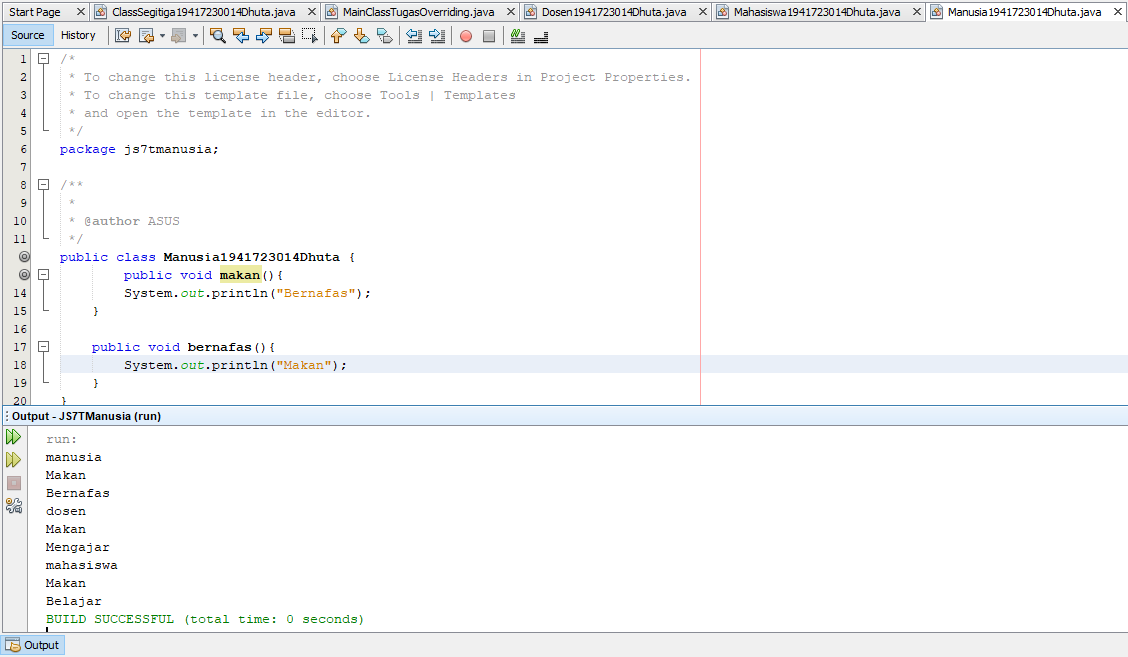 Start Page ClassSegitiga19417230014Dhuta.java MainClassTugasOverriding.java Dosen1941723014Dhuta.java Mahasiswa1941723014Dhuta.java Manusia1941723014Dhuta.java
Source History
1 /*
2 * To change this license header, choose License Headers in Project Properties.
3 * To change this template file, choose Tools | Templates
4 * and open the template in the editor.
5 */
6 package js7tmanusia;
7
8 /**
9 *
10 * @author ASUS
11 */
public class Manusia1941723014Dhuta {
public void makan(){
14 System.out.println("Bernafas");
15 }
16
17 public void bernafas(){
18 System.out.println("Makan");
19 }
20 }
Output - JS7TManusia (run)
run:
manusia
Makan
Bernafas
dosen
Makan
Mengajar
mahasiswa
Makan
Belajar
BUILD SUCCESSFUL (total time: 0 seconds)
Output